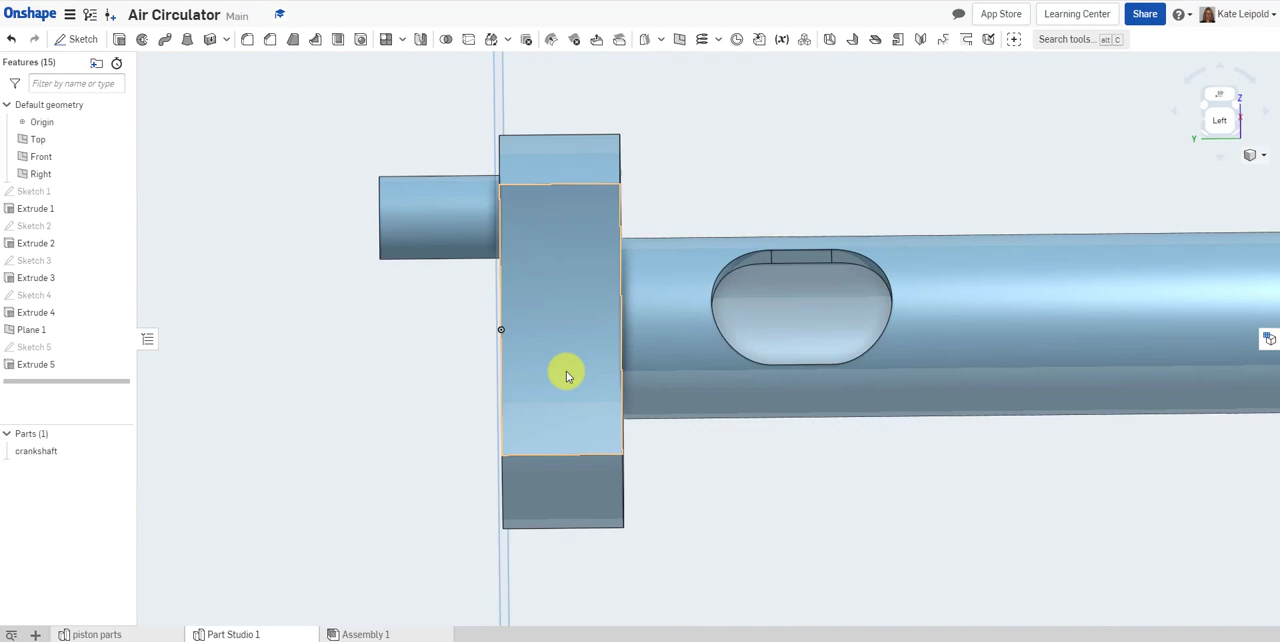 Onshape Air Circulator Main App Store Learning Center Share Kate Leipold
Sketch Search tools... alt C
Features (15)
Filter by name or type
Default geometry
Origin
Top
Front
Right
Sketch 1
Extrude 1
Sketch 2
Extrude 2
Sketch 3
Extrude 3
Sketch 4
Extrude 4
Plane 1
Sketch 5
Extrude 5
Parts (1)
crankshaft
Z
Left
Y
piston parts Part Studio 1 Assembly 1